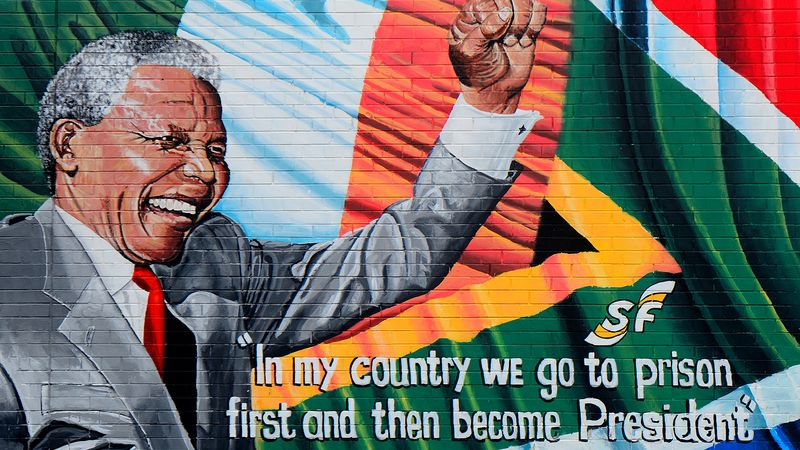 SF
"In my country we go to prison
first and then become President"